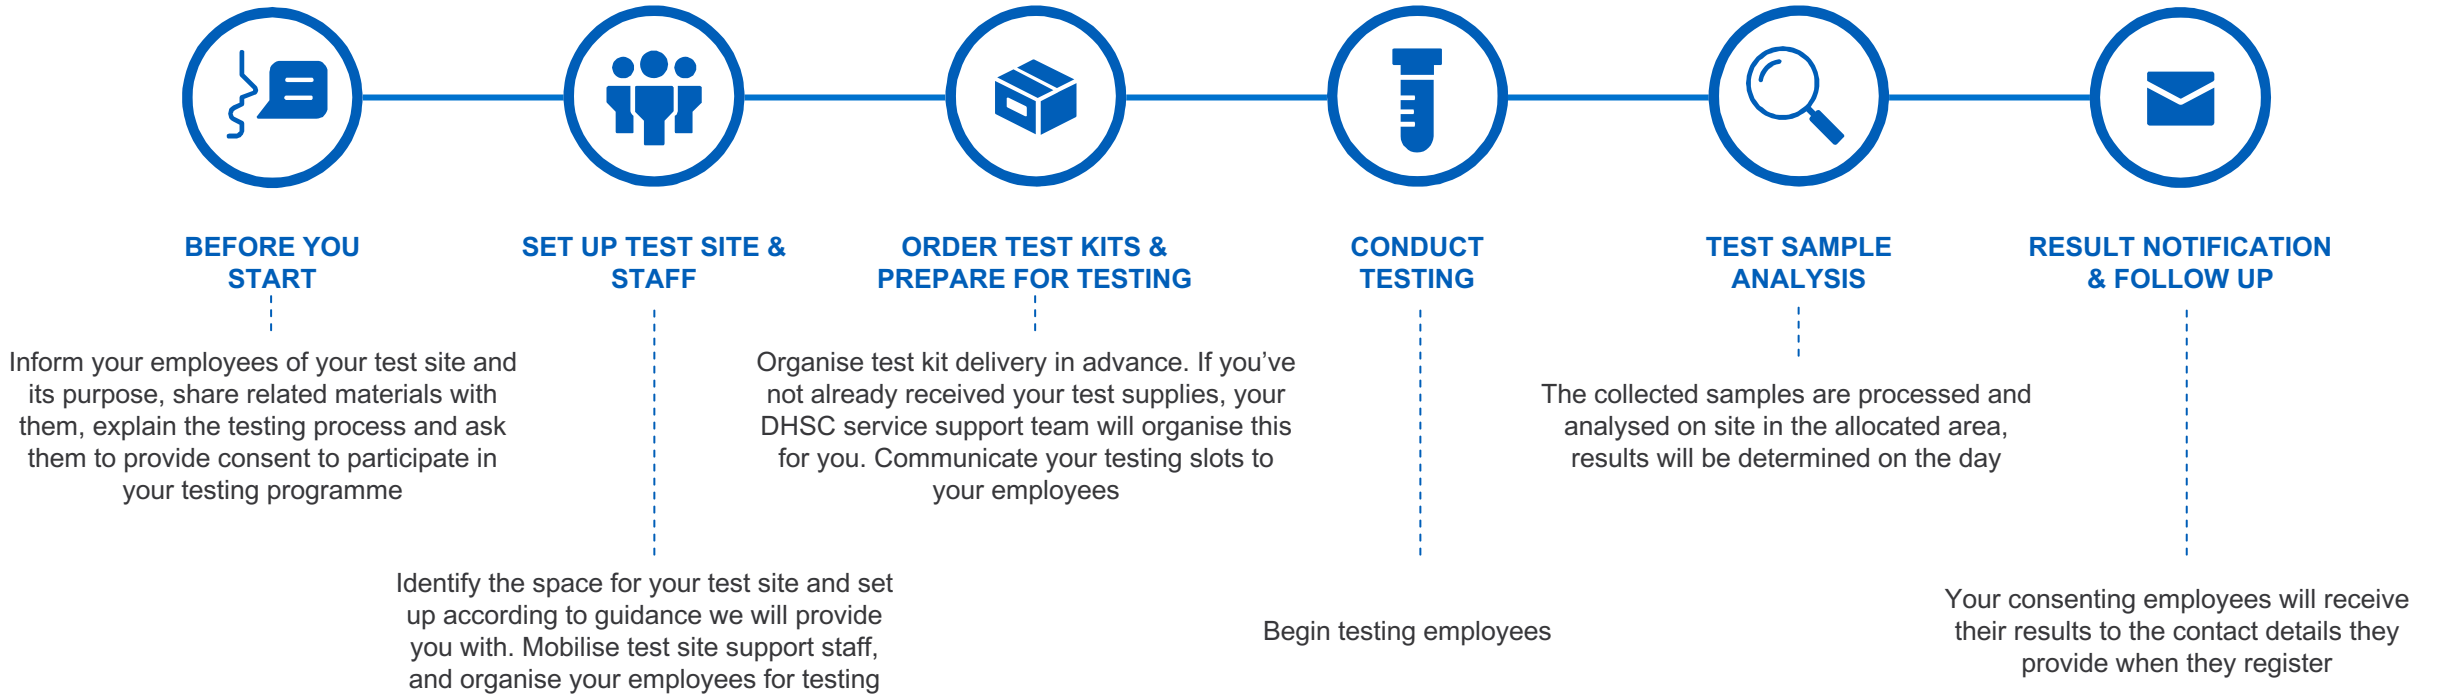 BEFORE YOU
START
Inform your employees of your test site and
its purpose, share related materials with
them, explain the testing process and ask
them to provide consent to participate in
your testing programme
SET UP TEST SITE &
STAFF
Identify the space for your test site and set
up according to guidance we will provide
you with. Mobilise test site support staff,
and organise your employees for testing
ORDER TEST KITS &
PREPARE FOR TESTING
Organise test kit delivery in advance. If you’ve
not already received your test supplies, your
DHSC service support team will organise this
for you. Communicate your testing slots to
your employees
CONDUCT
TESTING
Begin testing employees
TEST SAMPLE
ANALYSIS
The collected samples are processed and
analysed on site in the allocated area,
results will be determined on the day
RESULT NOTIFICATION
& FOLLOW UP
Your consenting employees will receive
their results to the contact details they
provide when they register